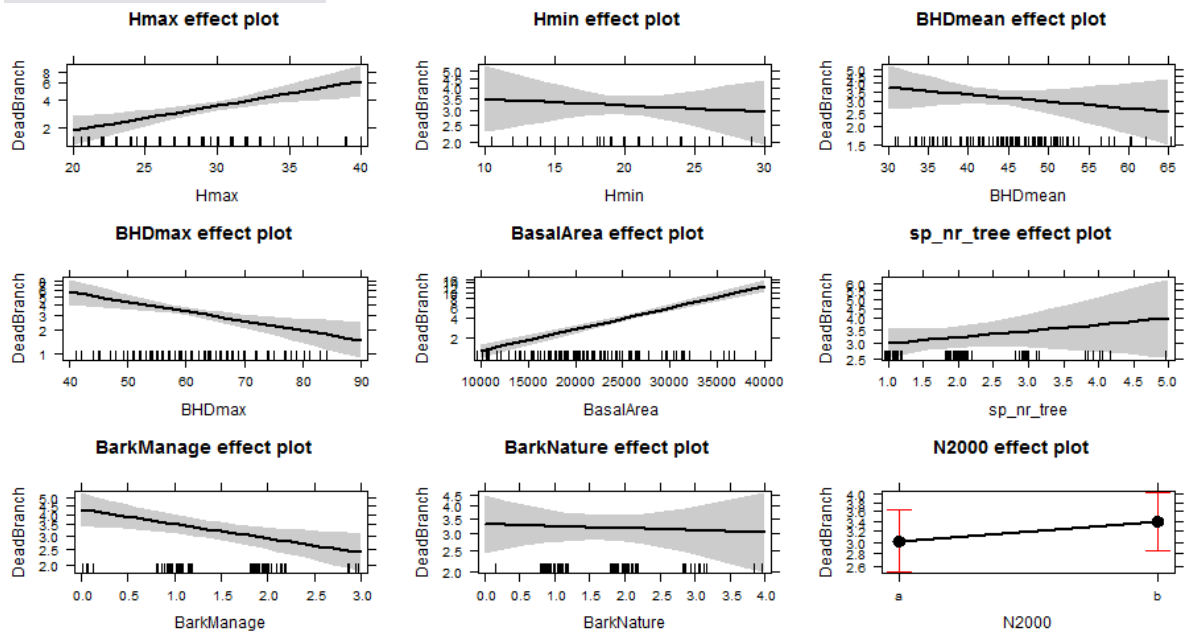 Hmax effect plot
DeadBranch
8
6
4
2
20 25 30 35 40
Hmax
Hmin effect plot
DeadBranch
5.0
4.5
4.0
3.5
3.0
2.5
2.0
10 15 20 25 30
Hmin
BHDmean effect plot
DeadBranch
5.0
4.5
4.0
3.5
3.0
2.5
2.0
1.5
30 35 40 45 50 55 60 65
BHDmean
BHDmax effect plot
DeadBranch
3
2
1
40 50 60 70 80 90
BHDmax
BasalArea effect plot
DeadBranch
6
4
2
10000 15000 20000 25000 30000 35000 40000
BasalArea
sp_nr_tree effect plot
DeadBranch
6.0
5.0
4.5
4.0
3.5
3.0
2.5
1.0 1.5 2.0 2.5 3.0 3.5 4.0 4.5 5.0
sp_nr_tree
BarkManage effect plot
DeadBranch
5.0
4.5
4.0
3.5
3.0
2.5
2.0
0.0 0.5 1.0 1.5 2.0 2.5 3.0
BarkManage
BarkNature effect plot
DeadBranch
4.5
4.0
3.5
3.0
2.5
2.0
0.0 0.5 1.0 1.5 2.0 2.5 3.0 3.5 4.0
BarkNature
N2000 effect plot
DeadBranch
4.0
3.8
3.6
3.4
3.2
3.0
2.8
2.6
a b
N2000